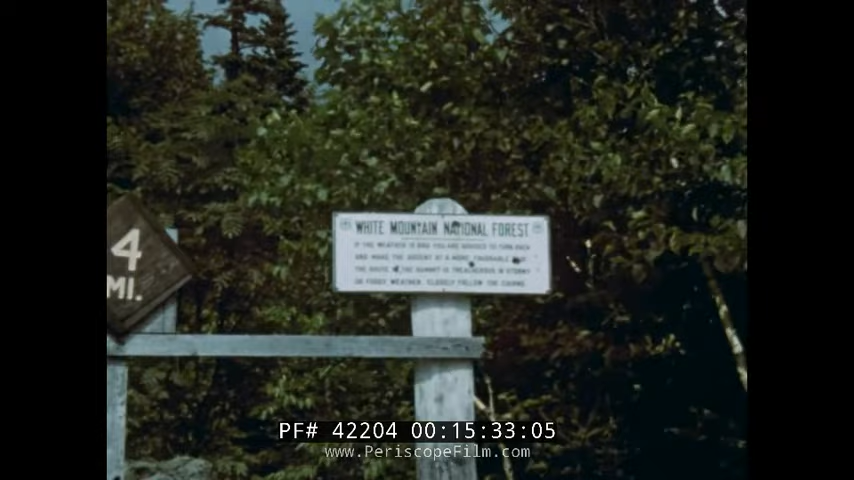 4
MI.
WHITE MOUNTAIN NATIONAL FOREST
IF THE WEATHER IS BAD YOU ARE ADVISED TO TURN BACK
AND MAKE THE ASCENT AT A MORE FAVORABLE
THE ROUTE TO THE SUMMIT IS TREACHEROUS IN STORMY
OR FOGGY WEATHER. CLOSELY FOLLOW THE CAIRNS.
PF# 42204 00:15:33:05
www.PeriscopeFilm.com